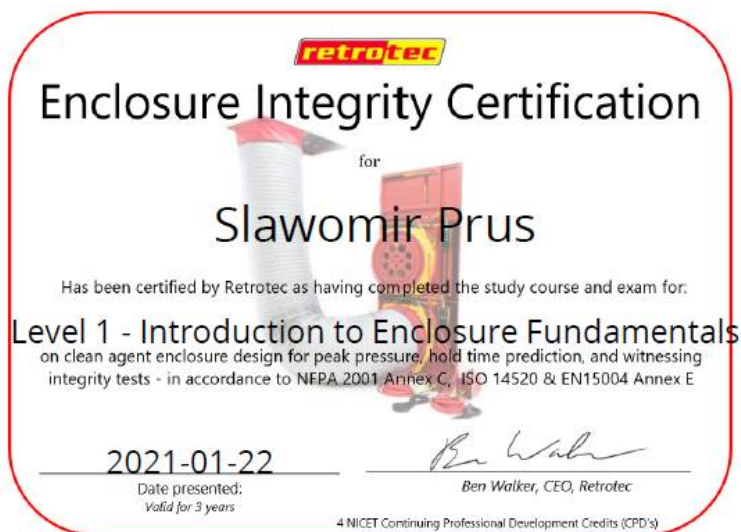 retrotec
Enclosure Integrity Certification
for
Slawomir Prus
Has been certified by Retrotec as having completed the study course and exam for:
Level 1 - Introduction to Enclosure Fundamentals
on clean agent enclosure design for peak pressure, hold time prediction, and witnessing
integrity tests - in accordance to NFPA 2001 Annex C, ISO 14520 & EN15004 Annex E
2021-01-22
Date presented:
Valid for 3 years
Ben Walker, CEO, Retrotec
4 NICET Continuing Professional Development Credits (CPD's)